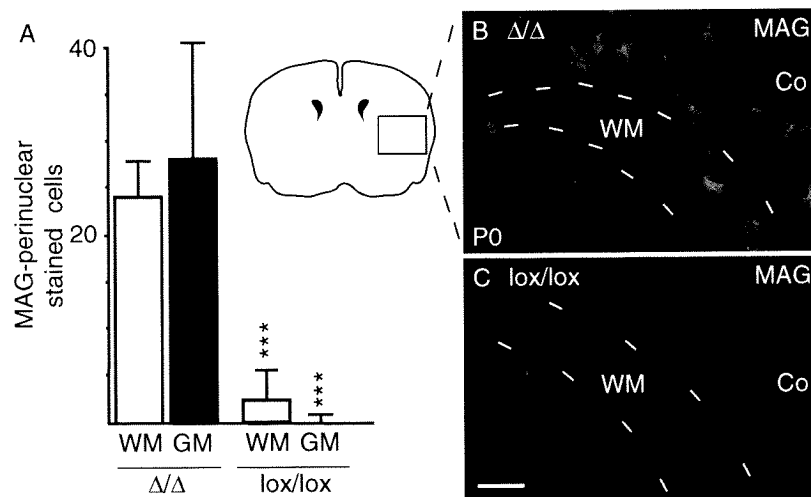 A
40
20
MAG-perinuclear
stained cells
***
***
WM GM WM GM
Δ/Δ lox/lox
B Δ/Δ MAG
Co
WM
P0
C lox/lox MAG
WM
Co